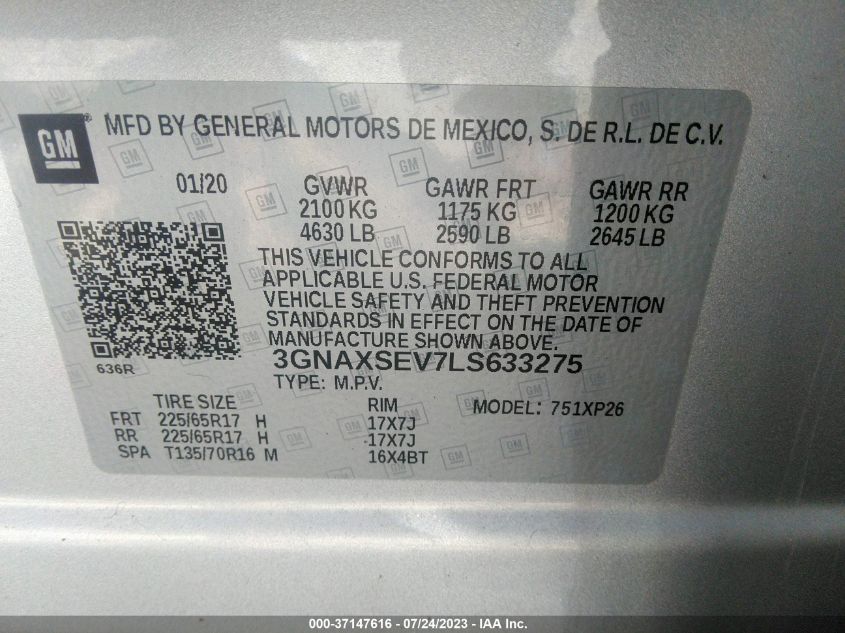 GM
MFD BY GENERAL MOTORS DE MEXICO, S. DE R.L. DE C.V.
01/20 GVWR GAWR FRT GAWR RR
2100 KG 1175 KG 1200 KG
4630 LB 2590 LB 2645 LB
THIS VEHICLE CONFORMS TO ALL
APPLICABLE U.S. FEDERAL MOTOR
VEHICLE SAFETY AND THEFT PREVENTION
STANDARDS IN EFFECT ON THE DATE OF
MANUFACTURE SHOWN ABOVE.
636R 3GNAXSEV7LS633275
TYPE: M.P.V.
TIRE SIZE RIM MODEL: 751XP26
FRT 225/65R17 H 17X7J
RR 225/65R17 H 17X7J
SPA T135/70R16 M 16X4BT
000-37147616 - 07/24/2023 - IAA Inc.